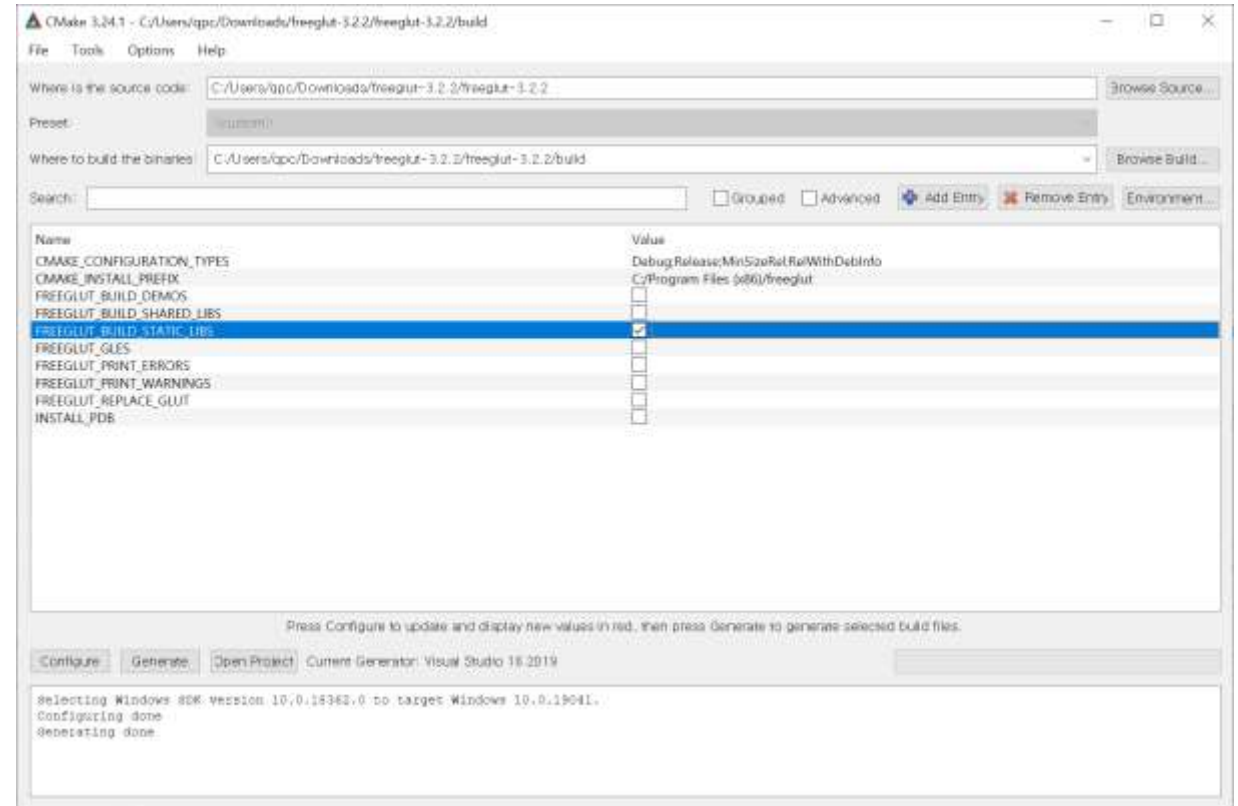 CMake 3.24.1 - C:/Users/qpc/Downloads/freeglut-3.2.2/freeglut-3.2.2/build
File Tools Options Help
Where is the source code: C:/Users/qpc/Downloads/freeglut-3.2.2/freeglut-3.2.2 Browse Source...
Preset: <custom>
Where to build the binaries: C:/Users/qpc/Downloads/freeglut-3.2.2/freeglut-3.2.2/build Browse Build...
Search: Grouped Advanced Add Entry Remove Entry Environment...
Name Value
CMAKE_CONFIGURATION_TYPES Debug;Release;MinSizeRel;RelWithDebInfo
CMAKE_INSTALL_PREFIX C:/Program Files (x86)/freeglut
FREEGLUT_BUILD_DEMOS
FREEGLUT_BUILD_SHARED_LIBS
FREEGLUT_BUILD_STATIC_LIBS
FREEGLUT_GLES
FREEGLUT_PRINT_ERRORS
FREEGLUT_PRINT_WARNINGS
FREEGLUT_REPLACE_GLUT
INSTALL_PDB
Press Configure to update and display new values in red, then press Generate to generate selected build files.
Configure Generate Open Project Current Generator: Visual Studio 16 2019
Selecting Windows SDK version 10.0.18362.0 to target Windows 10.0.19041.
Configuring done
Generating done